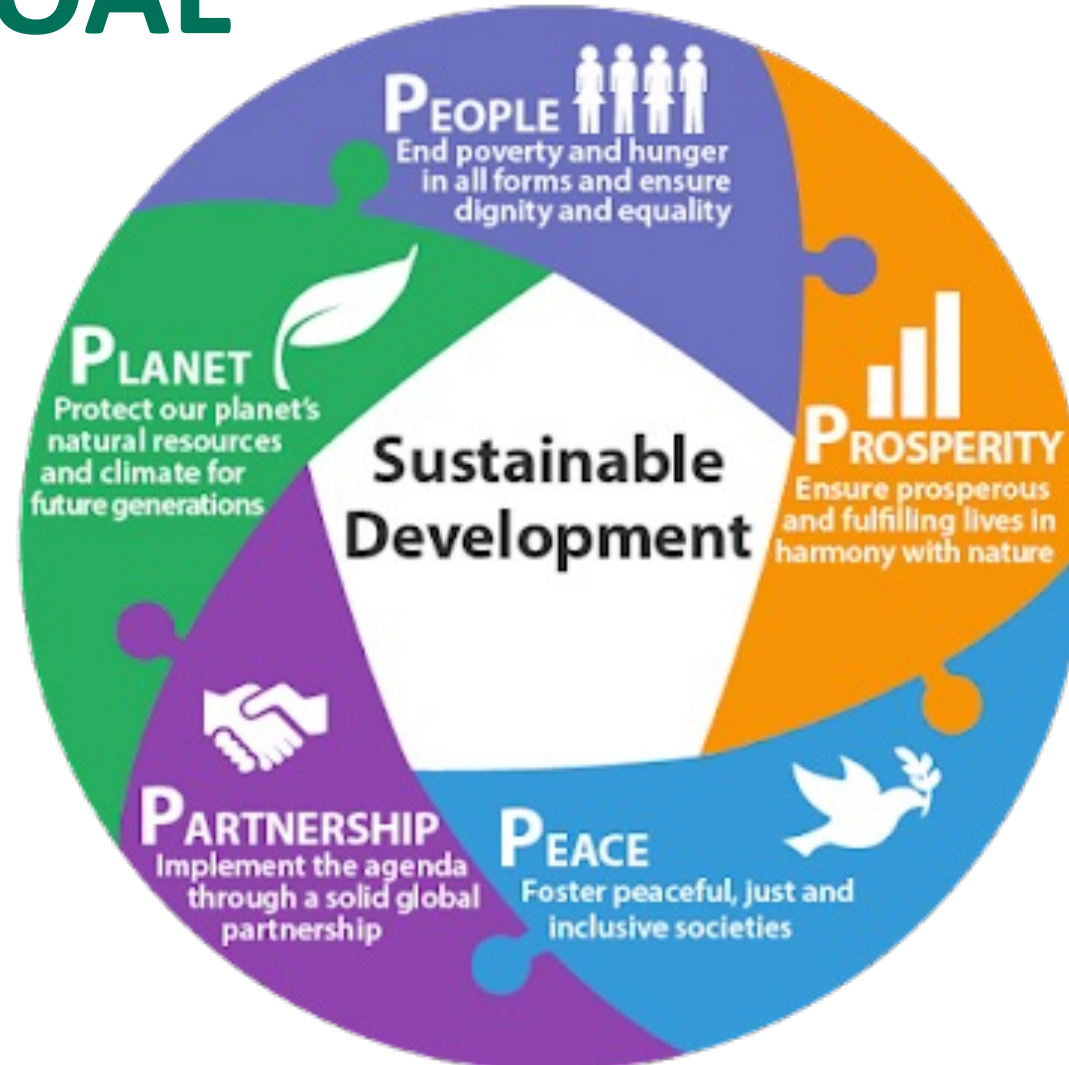 OAL
PEOPLE
End poverty and hunger
in all forms and ensure
dignity and equality
PLANET
Protect our planet's
natural resources
and climate for
future generations
Sustainable
Development
PROSPERITY
Ensure prosperous
and fulfilling lives in
harmony with nature
PARTNERSHIP
Implement the agenda
through a solid global
partnership
PEACE
Foster peaceful, just and
inclusive societies